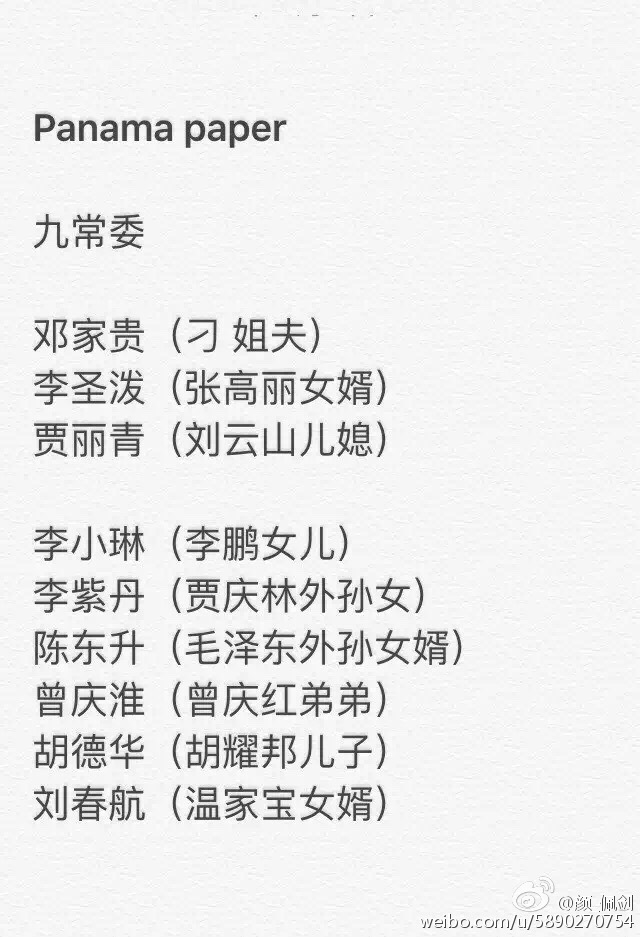 Panama paper
九常委
邓家贵（刁 姐夫）
李圣泼（张高丽女婿）
贾丽青（刘云山儿媳）
李小琳（李鹏女儿）
李紫丹（贾庆林外孙女）
陈东升（毛泽东外孙女婿）
曾庆淮（曾庆红弟弟）
胡德华（胡耀邦儿子）
刘春航（温家宝女婿）
@颜_佩剑
weibo.com/u/5890270754